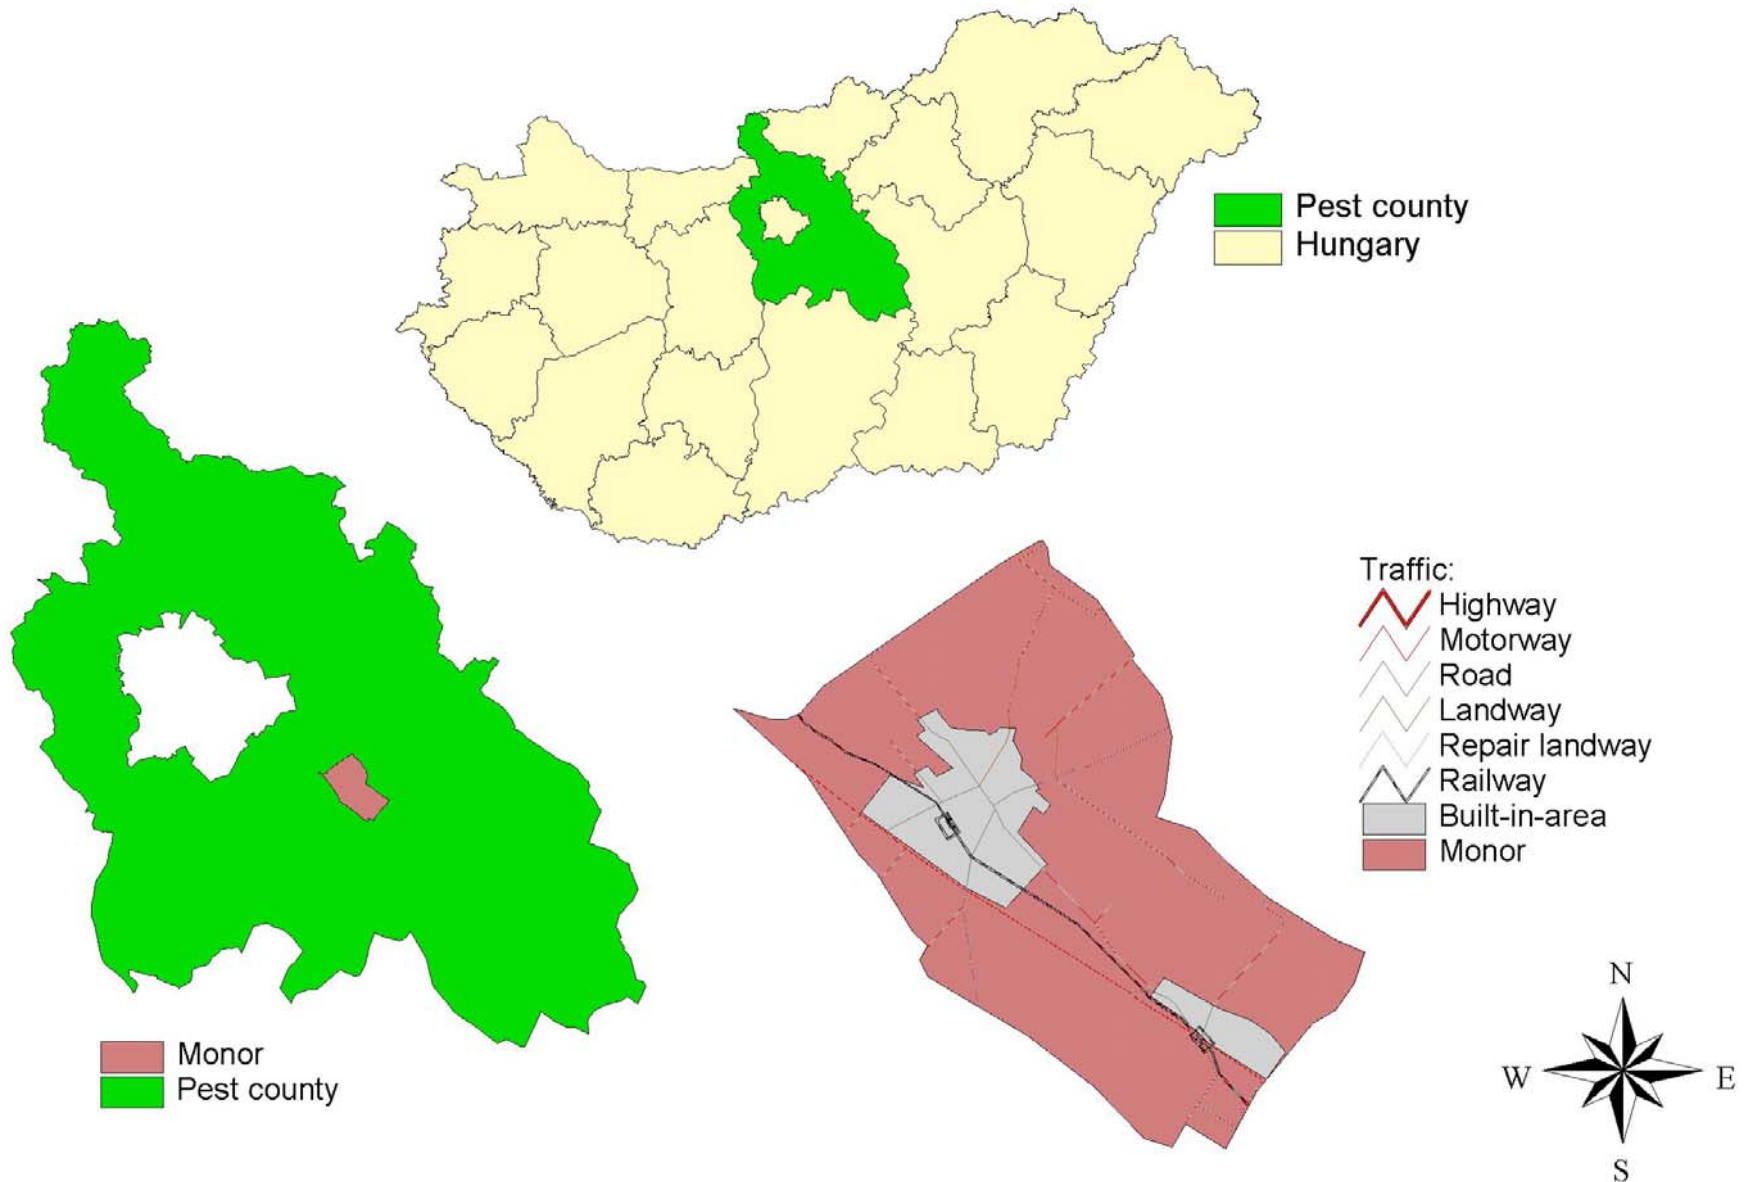 Pest county
Hungary
Traffic:
Highway
Motorway
Road
Landway
Repair landway
Railway
Built-in-area
Monor
Monor
Pest county
N
W
E
S